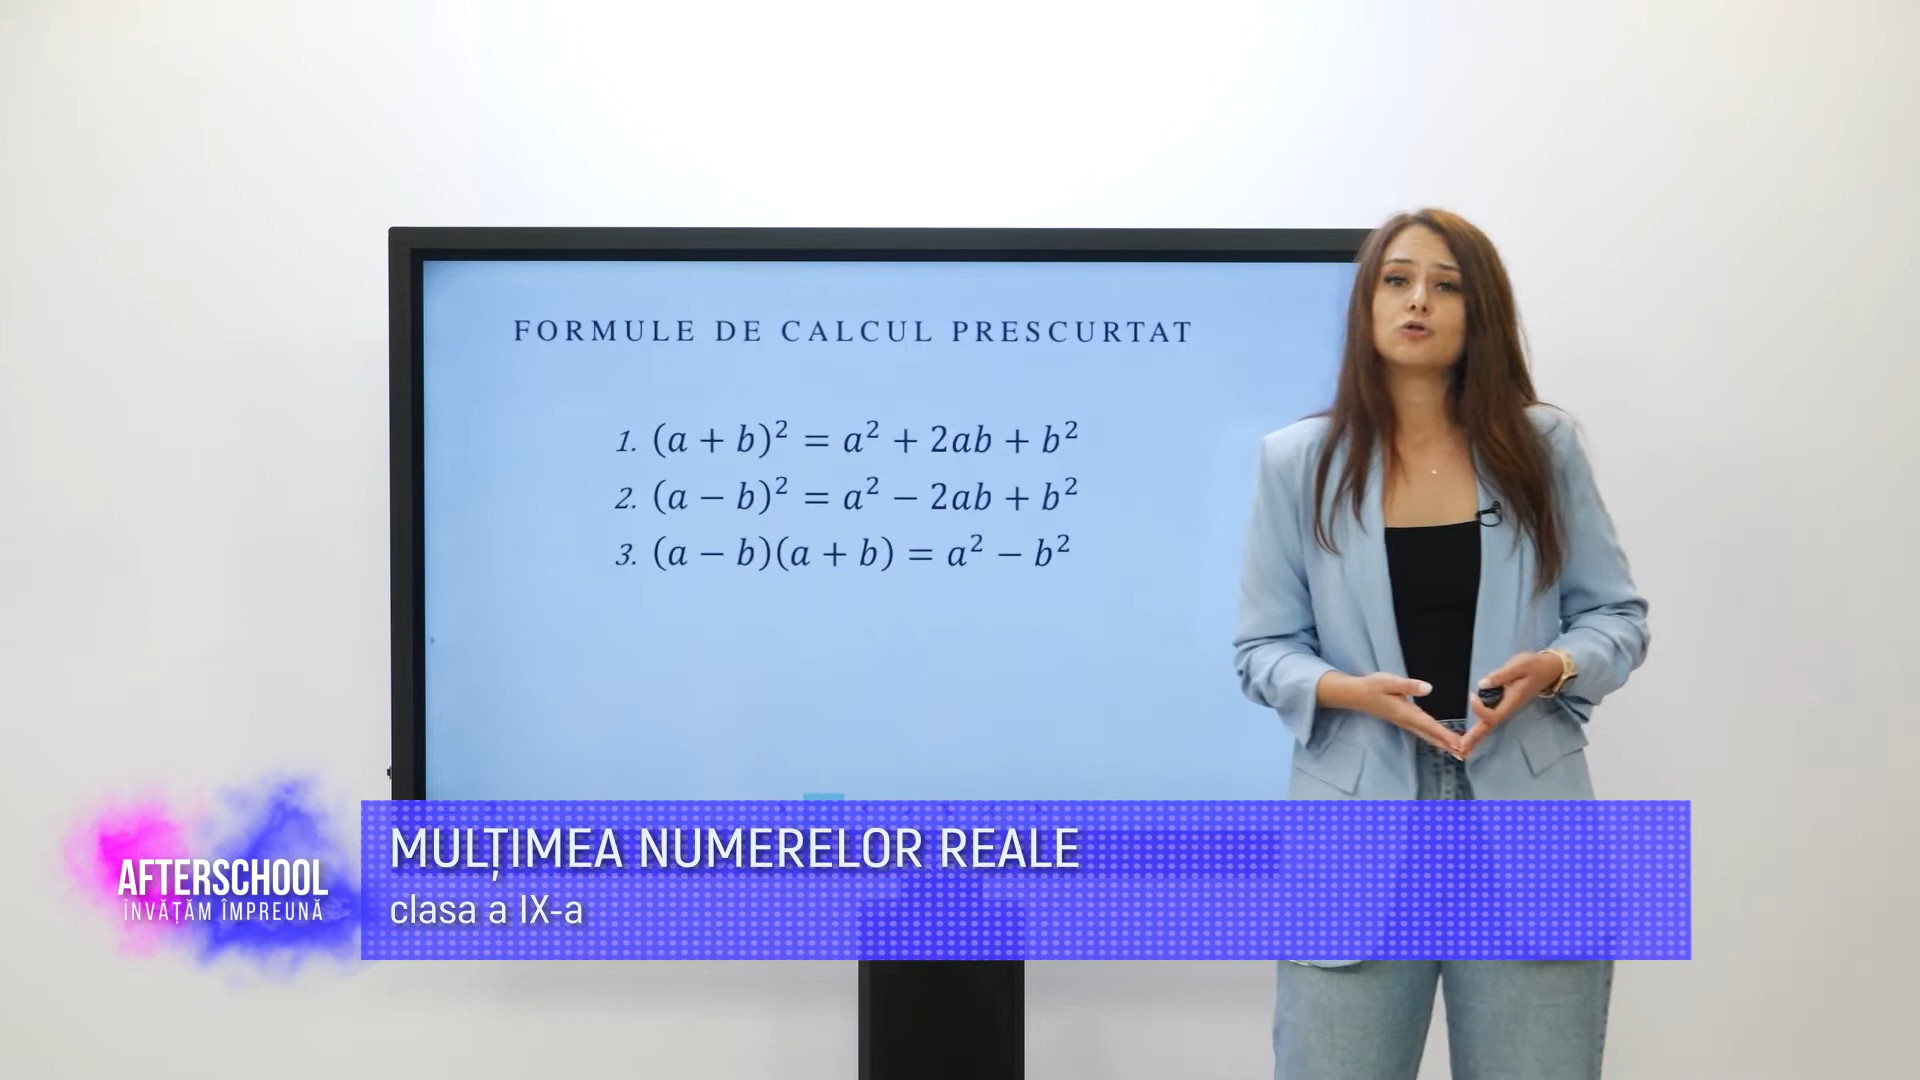 FORMULE DE CALCUL PRESCURTAT
1. (a + b)² = a² + 2ab + b²
2. (a − b)² = a² − 2ab + b²
3. (a − b)(a + b) = a² − b²
MULȚIMEA NUMERELOR REALE
clasa a IX-a
AFTERSCHOOL
ÎNVĂȚĂM ÎMPREUNĂ